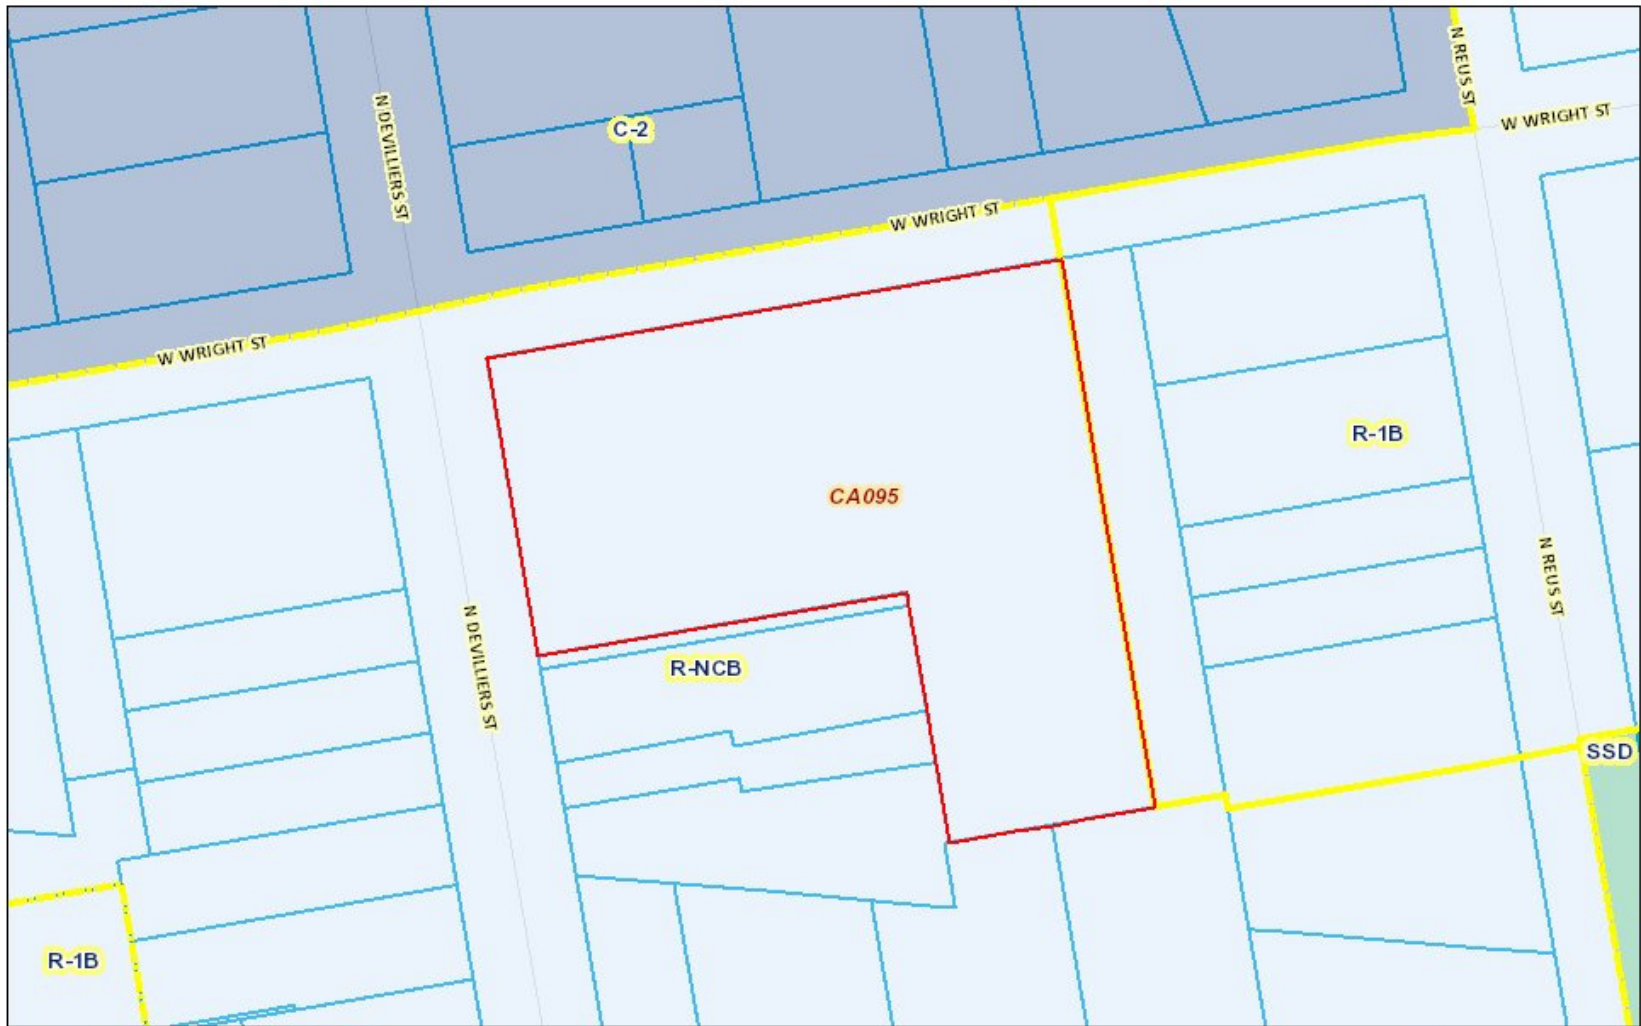 N REUS ST
W WRIGHT ST
N DEVILLIERS ST
C-2
W WRIGHT ST
W WRIGHT ST
R-1B
CA095
N REUS ST
N DEVILLIERS ST
R-NCB
SSD
R-1B